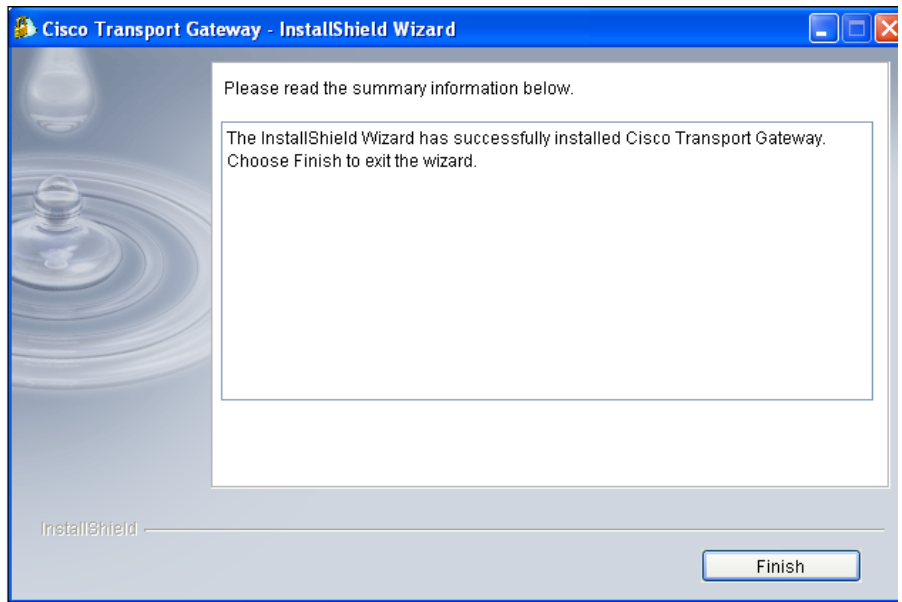 Cisco Transport Gateway - InstallShield Wizard
Please read the summary information below.
The InstallShield Wizard has successfully installed Cisco Transport Gateway.
Choose Finish to exit the wizard.
InstallShield
Finish